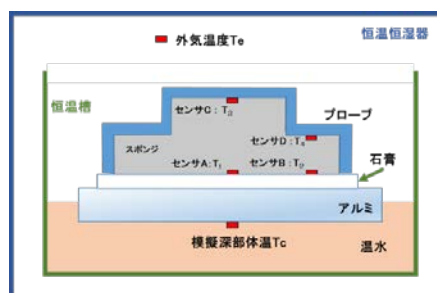 外気温度Te
恒温恒湿器
恒温槽
センサC:T₃
プローブ
スポンジ
センサD:T₄
センサA:T₁
センサB:T₂
石膏
アルミ
模擬深部体温Tc
温水